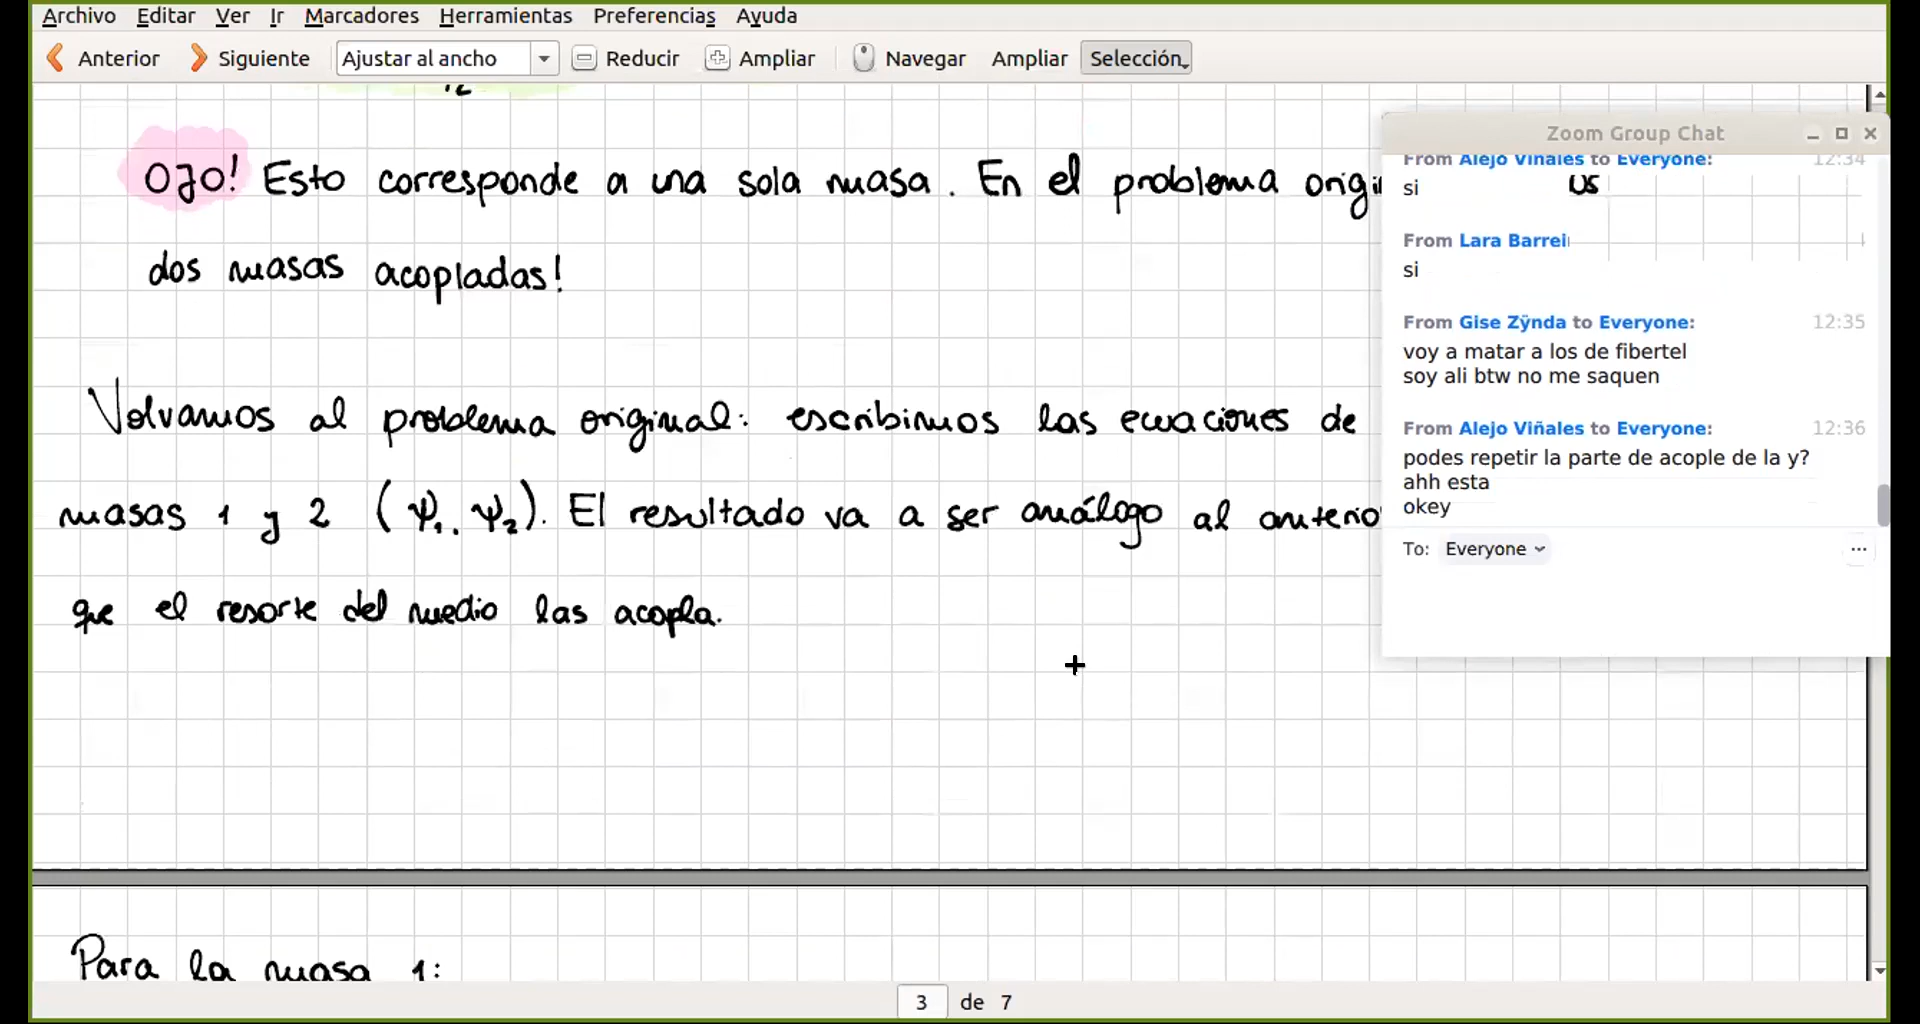 Archivo Editar Ver Ir Marcadores Herramientas Preferencias Ayuda
Anterior Siguiente Ajustar al ancho Reducir Ampliar Navegar Ampliar Selección
12
OJO! Esto corresponde a una sola masa. En el problema origi
dos masas acopladas!
Volvamos al problema original: escribimos las ecuaciones de
masas 1 y 2 (Ψ₁, Ψ₂). El resultado va a ser análogo al anterio
que el resorte del medio las acopla.
Para la masa 1:
3 de 7
Zoom Group Chat
From Alejo Viñales to Everyone: 12:34
si
From Lara Barrei
si
From Gise Zÿnda to Everyone: 12:35
voy a matar a los de fibertel
soy ali btw no me saquen
From Alejo Viñales to Everyone: 12:36
podes repetir la parte de acople de la y?
ahh esta
okey
To: Everyone